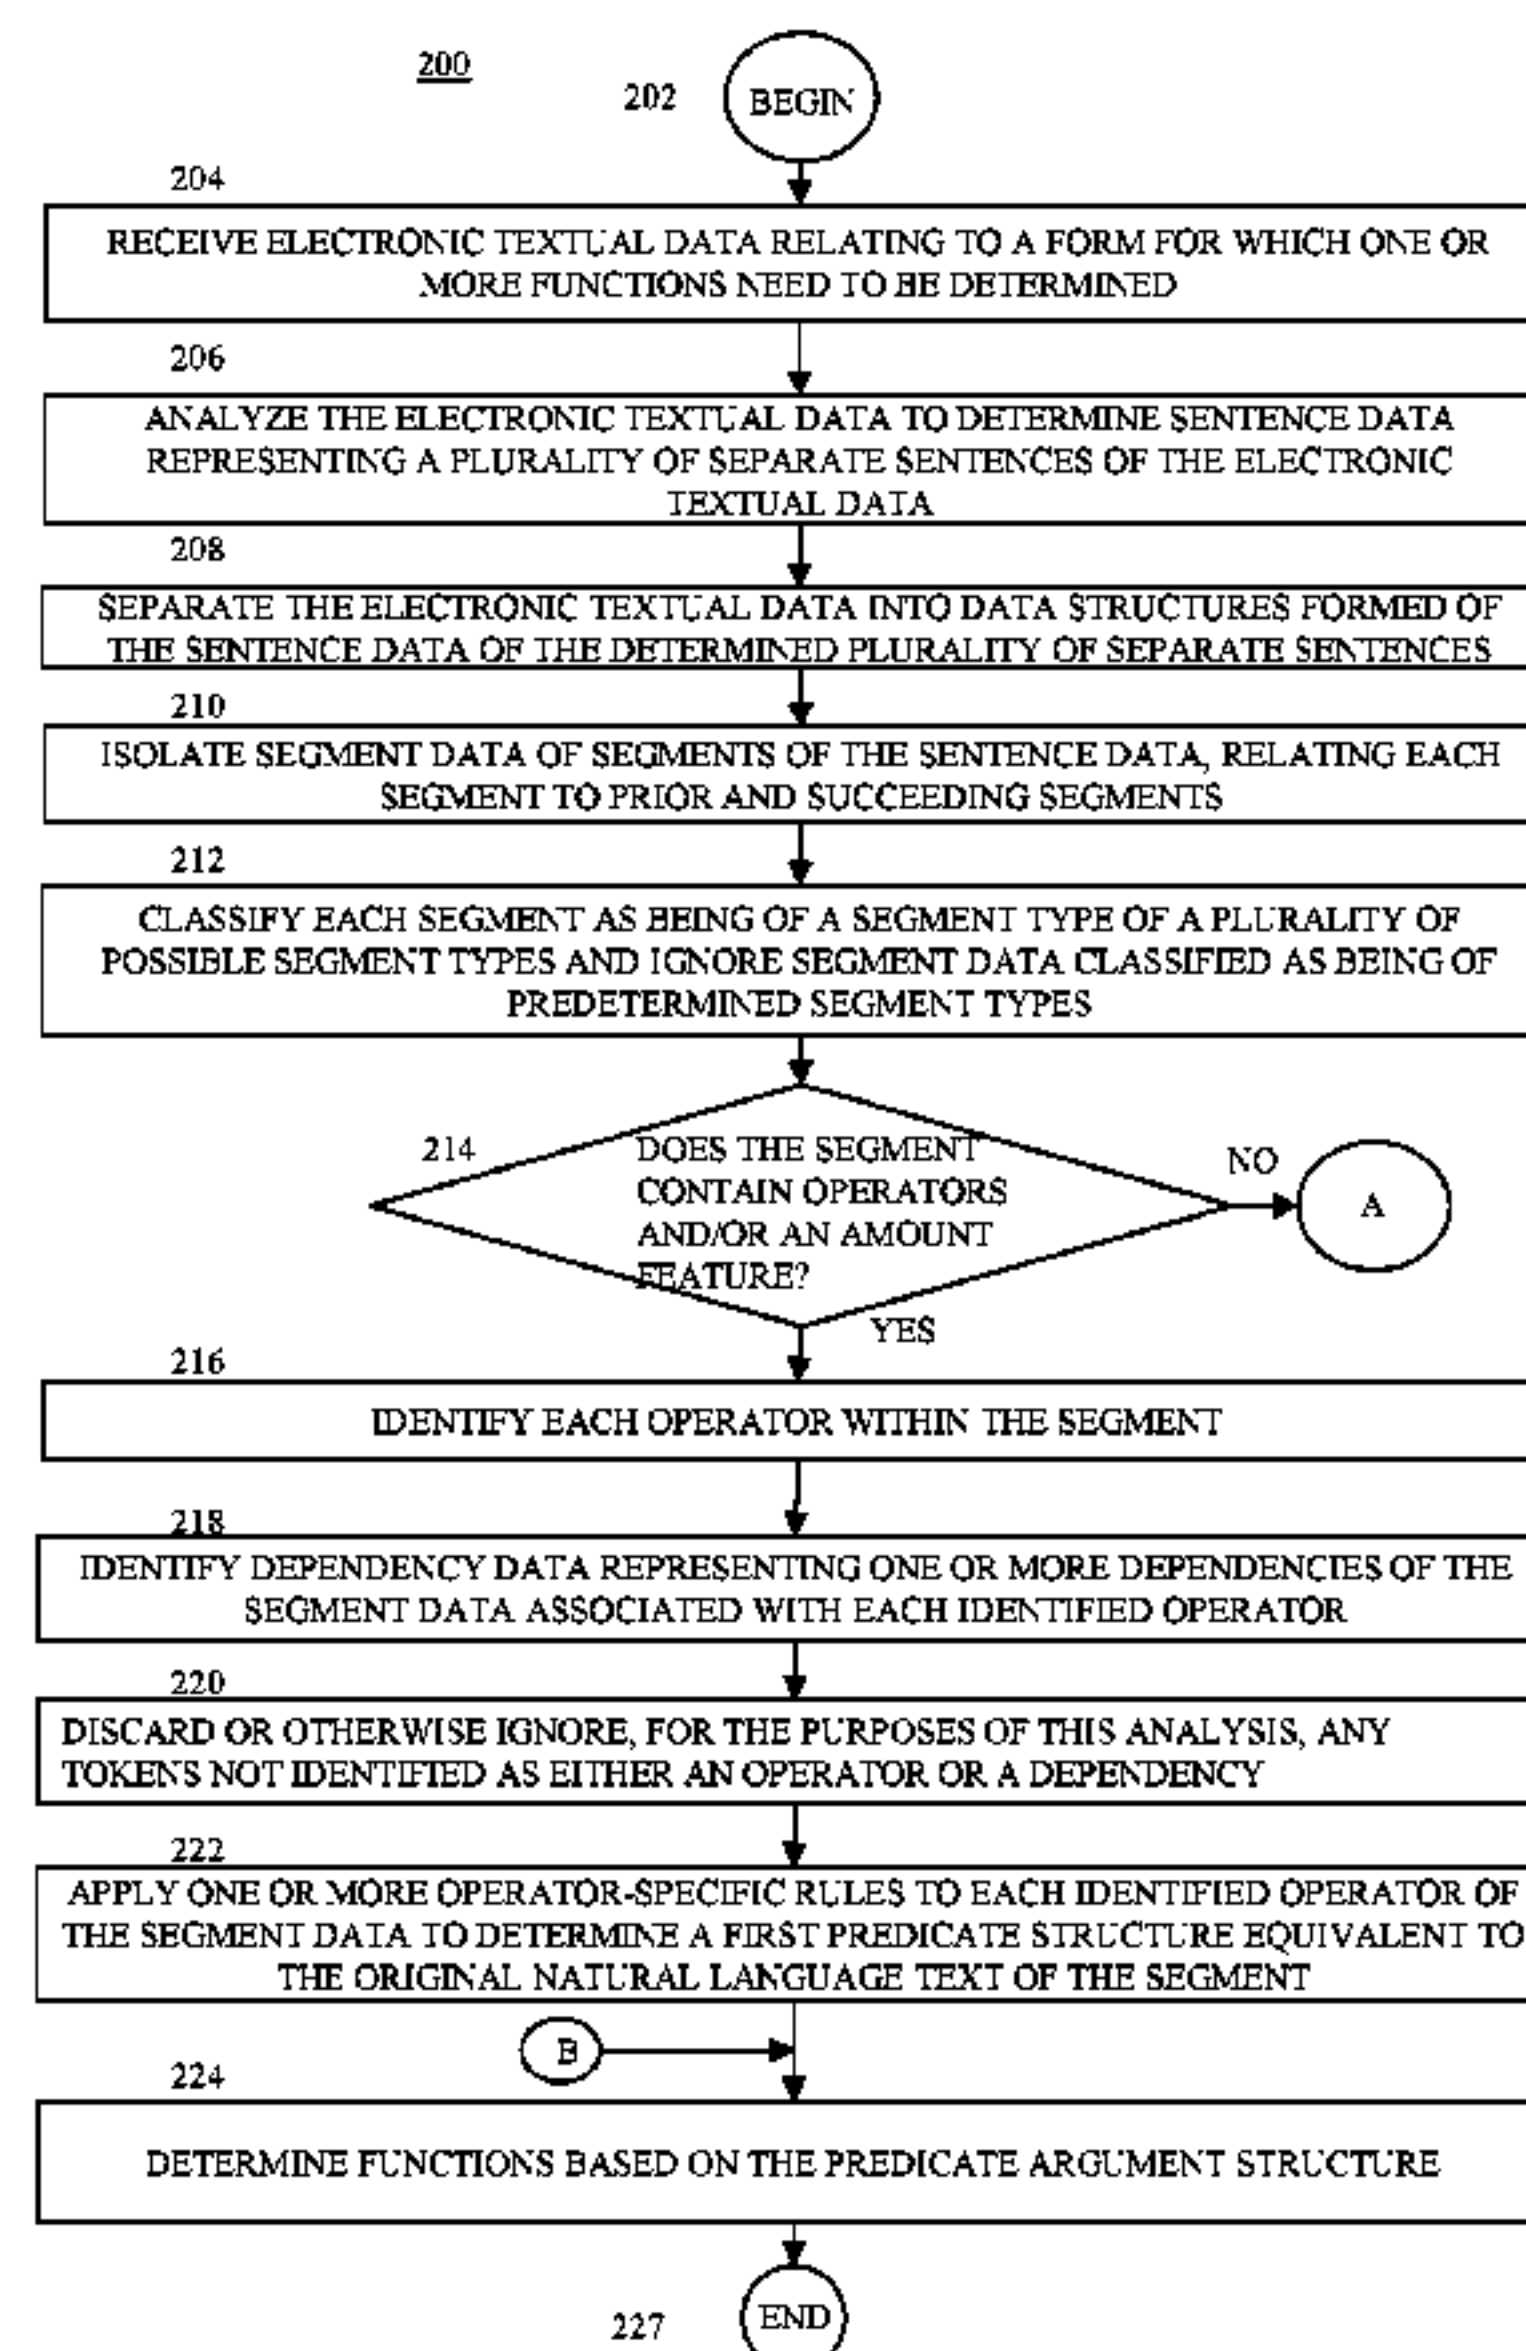 200
202
BEGIN
204
RECEIVE ELECTRONIC TEXTUAL DATA RELATING TO A FORM FOR WHICH ONE OR
MORE FUNCTIONS NEED TO BE DETERMINED
206
ANALYZE THE ELECTRONIC TEXTUAL DATA TO DETERMINE SENTENCE DATA
REPRESENTING A PLURALITY OF SEPARATE SENTENCES OF THE ELECTRONIC
TEXTUAL DATA
208
SEPARATE THE ELECTRONIC TEXTUAL DATA INTO DATA STRUCTURES FORMED OF
THE SENTENCE DATA OF THE DETERMINED PLURALITY OF SEPARATE SENTENCES
210
ISOLATE SEGMENT DATA OF SEGMENTS OF THE SENTENCE DATA, RELATING EACH
SEGMENT TO PRIOR AND SUCCEEDING SEGMENTS
212
CLASSIFY EACH SEGMENT AS BEING OF A SEGMENT TYPE OF A PLURALITY OF
POSSIBLE SEGMENT TYPES AND IGNORE SEGMENT DATA CLASSIFIED AS BEING OF
PREDETERMINED SEGMENT TYPES
214
DOES THE SEGMENT
CONTAIN OPERATORS
AND/OR AN AMOUNT
FEATURE?
NO
A
YES
216
IDENTIFY EACH OPERATOR WITHIN THE SEGMENT
218
IDENTIFY DEPENDENCY DATA REPRESENTING ONE OR MORE DEPENDENCIES OF THE
SEGMENT DATA ASSOCIATED WITH EACH IDENTIFIED OPERATOR
220
DISCARD OR OTHERWISE IGNORE, FOR THE PURPOSES OF THIS ANALYSIS, ANY
TOKENS NOT IDENTIFIED AS EITHER AN OPERATOR OR A DEPENDENCY
222
APPLY ONE OR MORE OPERATOR-SPECIFIC RULES TO EACH IDENTIFIED OPERATOR OF
THE SEGMENT DATA TO DETERMINE A FIRST PREDICATE STRUCTURE EQUIVALENT TO
THE ORIGINAL NATURAL LANGUAGE TEXT OF THE SEGMENT
B
224
DETERMINE FUNCTIONS BASED ON THE PREDICATE ARGUMENT STRUCTURE
227
END